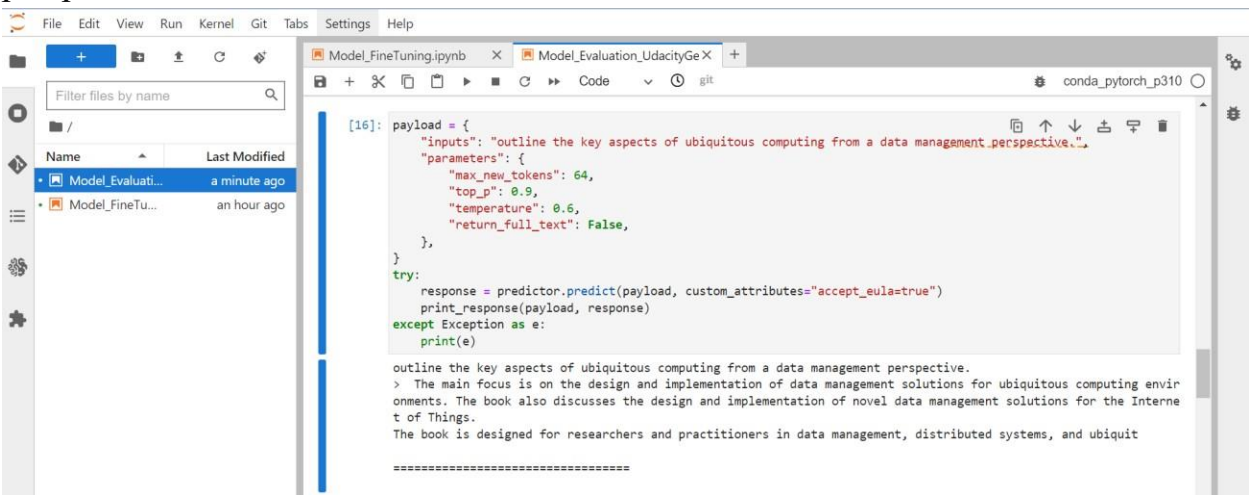 File Edit View Run Kernel Git Tabs Settings Help
Filter files by name
/
Name Last Modified
Model_Evaluati... a minute ago
Model_FineTu... an hour ago
Model_FineTuning.ipynb Model_Evaluation_UdacityGe
Code git conda_pytorch_p310
[16]: payload = {
"inputs": "outline the key aspects of ubiquitous computing from a data management perspective.",
"parameters": {
"max_new_tokens": 64,
"top_p": 0.9,
"temperature": 0.6,
"return_full_text": False,
},
}
try:
response = predictor.predict(payload, custom_attributes="accept_eula=true")
print_response(payload, response)
except Exception as e:
print(e)
outline the key aspects of ubiquitous computing from a data management perspective.
> The main focus is on the design and implementation of data management solutions for ubiquitous computing envir
onments. The book also discusses the design and implementation of novel data management solutions for the Interne
t of Things.
The book is designed for researchers and practitioners in data management, distributed systems, and ubiquit
==================================